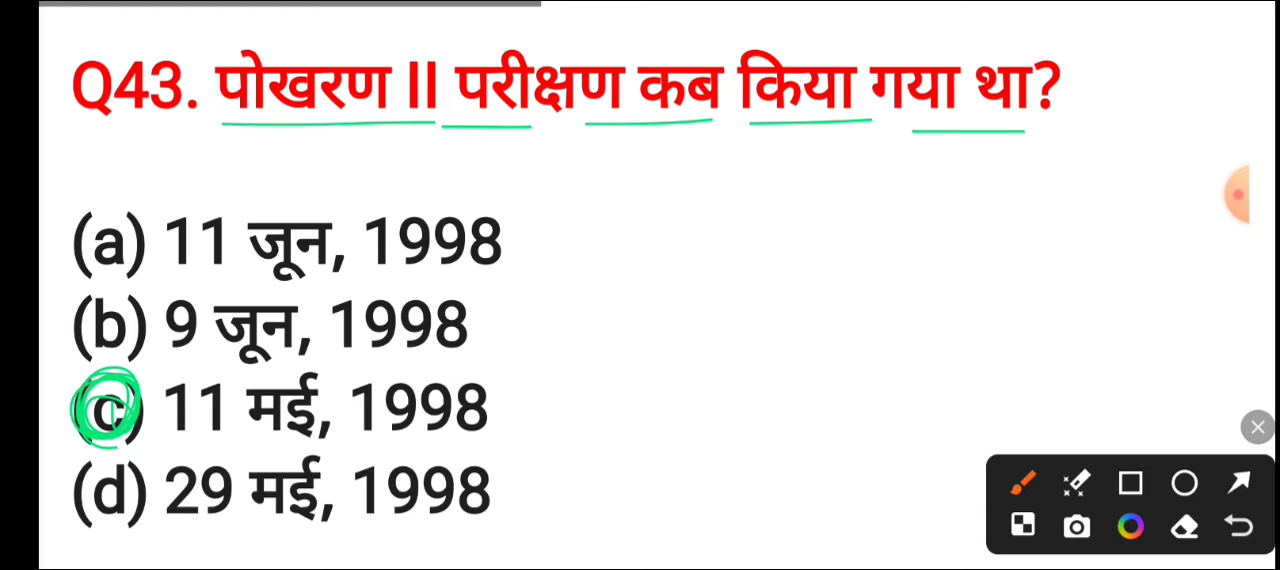 Q43. पोखरण II परीक्षण कब किया गया था?
(a) 11 जून, 1998
(b) 9 जून, 1998
(c) 11 मई, 1998
(d) 29 मई, 1998